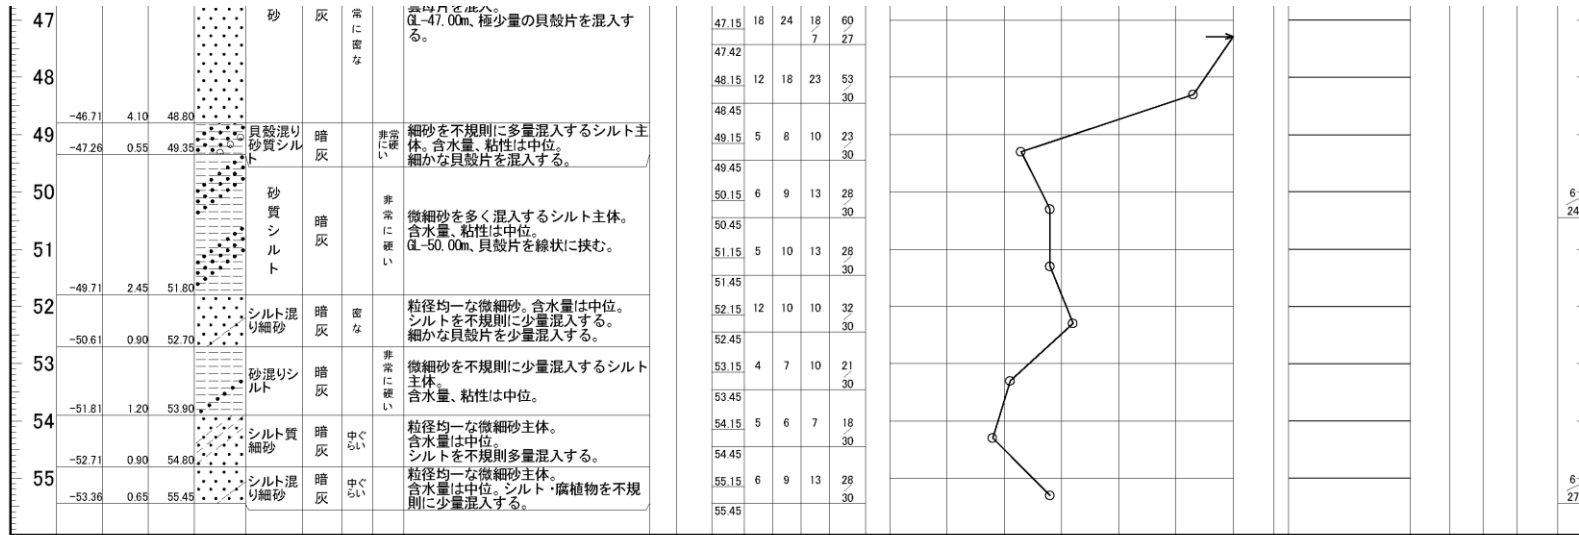 47
砂
灰
常に密な
GL-47.00m、極少量の貝殻片を混入す
る。
47.15 18 24 18/7 60/27
47.42
48
48.15 12 18 23 53/30
48.45
-46.71 4.10 48.80
49
貝殻混り
砂質シル
ト
暗灰
非常に硬い
細砂を不規則に多量混入するシルト主
体。含水量、粘性は中位。
細かな貝殻片を混入する。
49.15 5 8 10 23/30
-47.26 0.55 49.35
49.45
50
砂質シルト
暗灰
非常に硬い
微細砂を多く混入するシルト主体。
含水量、粘性は中位。
GL-50.00m、貝殻片を線状に挟む。
50.15 6 9 13 28/30
50.45
51
51.15 5 10 13 28/30
51.45
-49.71 2.45 51.80
52
シルト混
り細砂
暗灰
密な
粒径均一な微細砂。含水量は中位。
シルトを不規則に少量混入する。
細かな貝殻片を少量混入する。
52.15 12 10 10 32/30
52.45
-50.61 0.90 52.70
53
砂混りシ
ルト
暗灰
非常に硬い
微細砂を不規則に少量混入するシルト
主体。
含水量、粘性は中位。
53.15 4 7 10 21/30
53.45
-51.81 1.20 53.90
54
シルト質
細砂
暗灰
中ぐらい
粒径均一な微細砂主体。
含水量は中位。
シルトを不規則多量混入する。
54.15 5 6 7 18/30
54.45
-52.71 0.90 54.80
55
シルト混
り細砂
暗灰
中ぐらい
粒径均一な微細砂主体。
含水量は中位。シルト・腐植物を不規
則に少量混入する。
55.15 6 9 13 28/30
-53.36 0.65 55.45
55.45
6
24
6
27